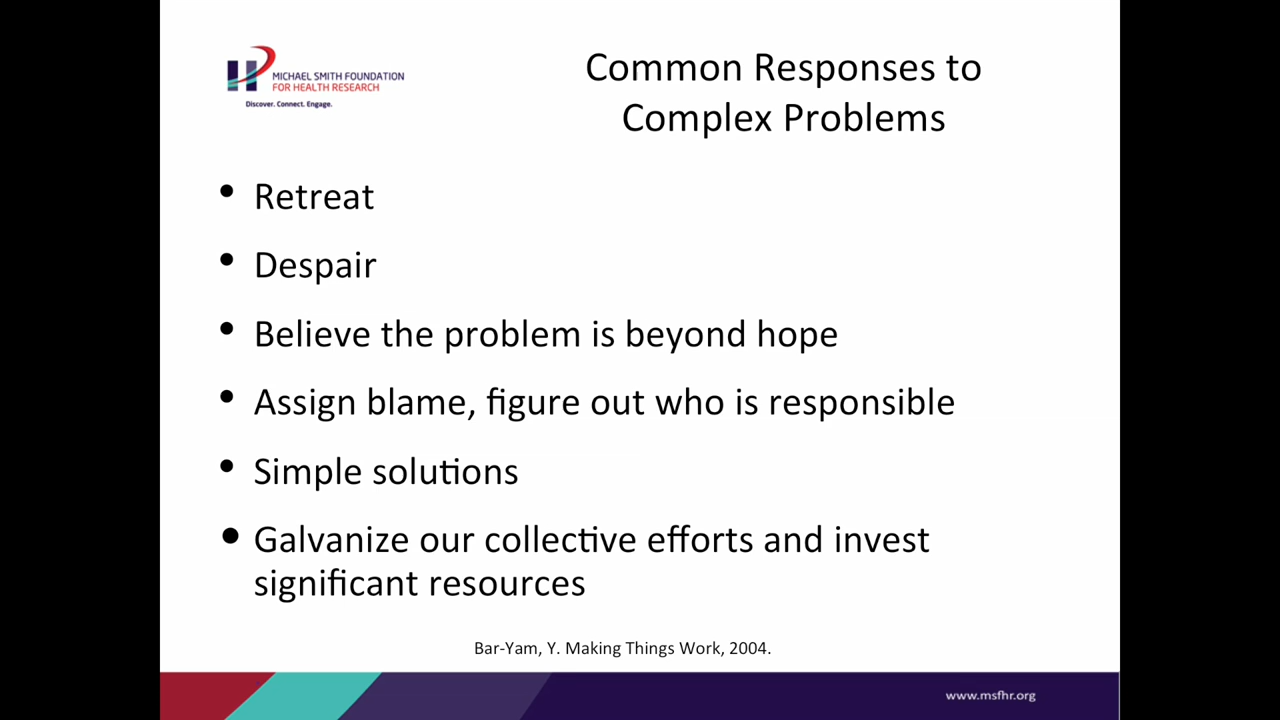 MICHAEL SMITH FOUNDATION
FOR HEALTH RESEARCH
Discover. Connect. Engage.
Common Responses to
Complex Problems
• Retreat
• Despair
• Believe the problem is beyond hope
• Assign blame, figure out who is responsible
• Simple solutions
• Galvanize our collective efforts and invest
significant resources
Bar-Yam, Y. Making Things Work, 2004.
www.msfhr.org